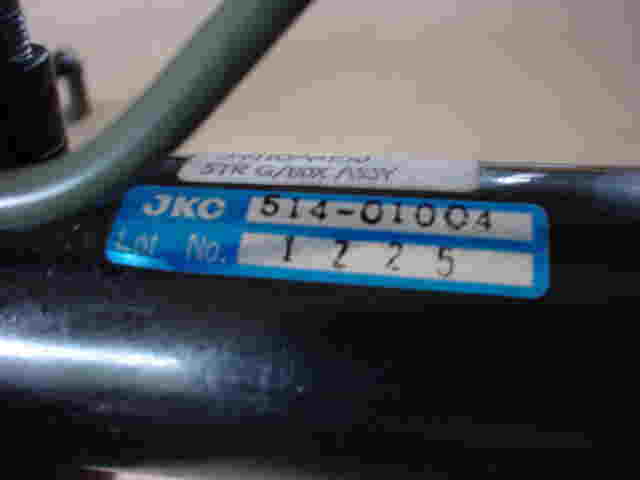 STR G/BOX ASSY
JKC 514-01004
Lot No. 1225